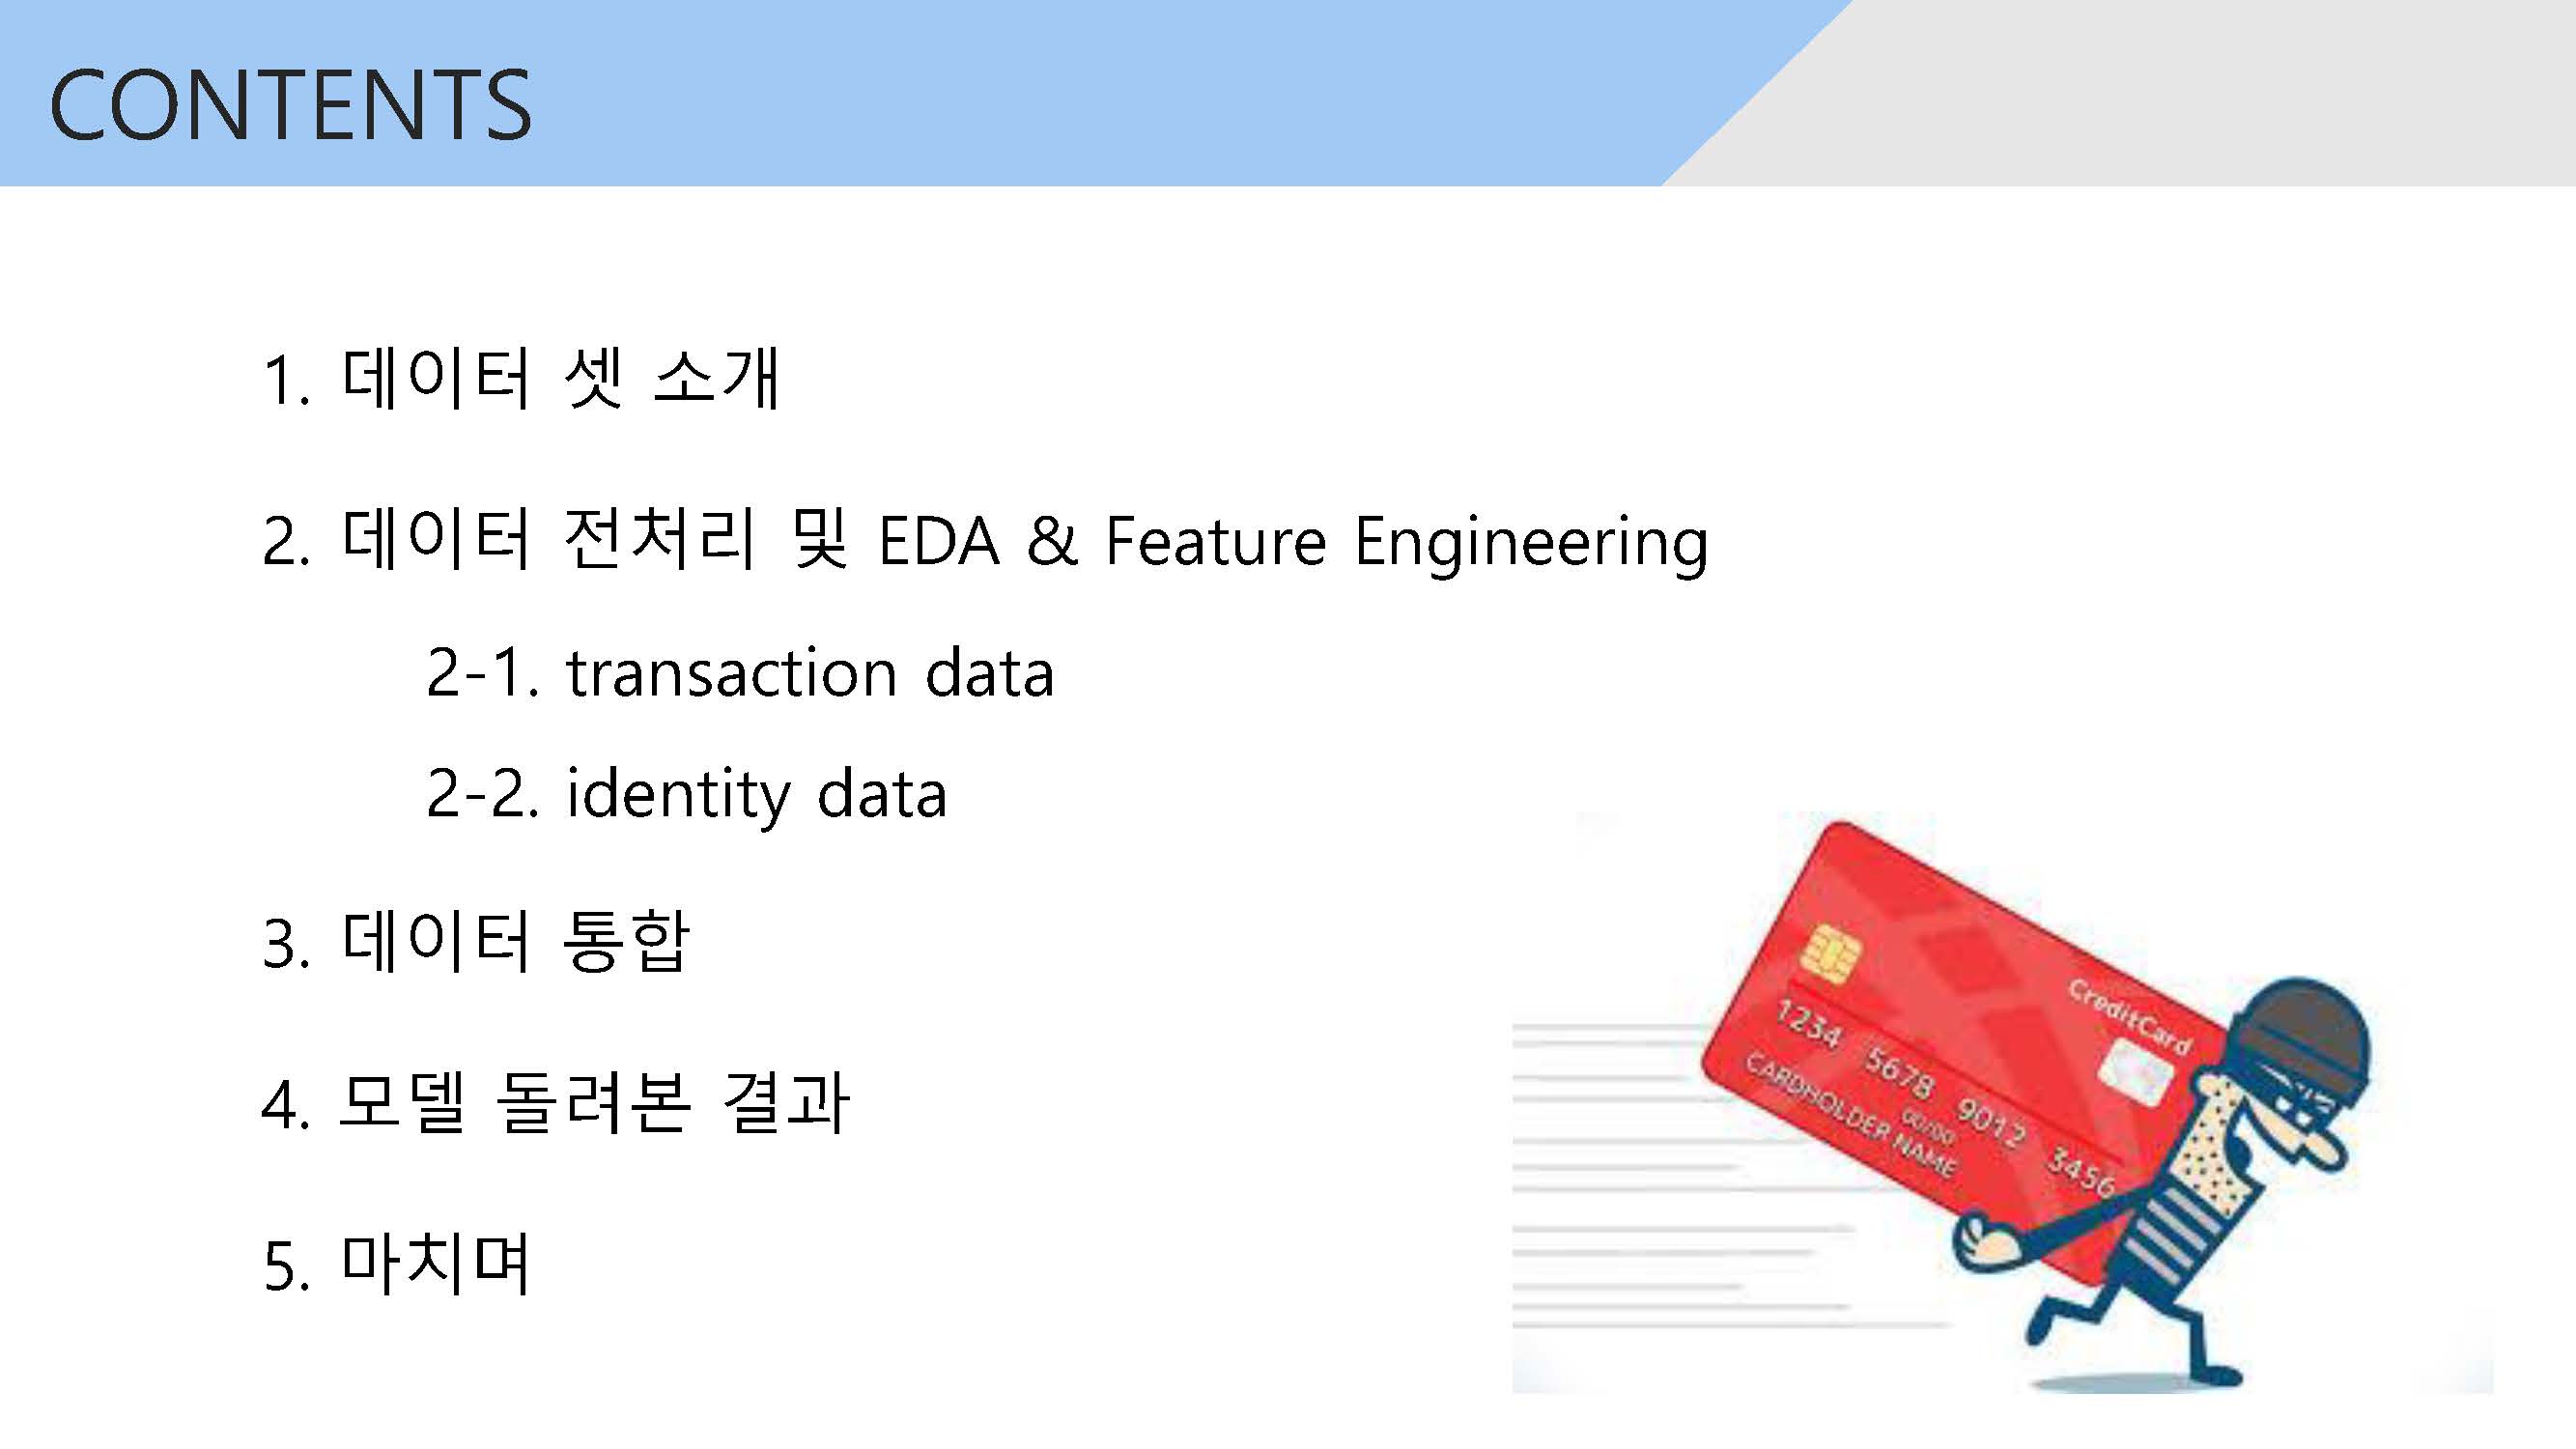 CONTENTS
1. 데이터 셋 소개
2. 데이터 전처리 및 EDA & Feature Engineering
2-1. transaction data
2-2. identity data
3. 데이터 통합
4. 모델 돌려본 결과
5. 마치며
CreditCard
1234 5678 9012 3456
00/00
CARDHOLDER NAME